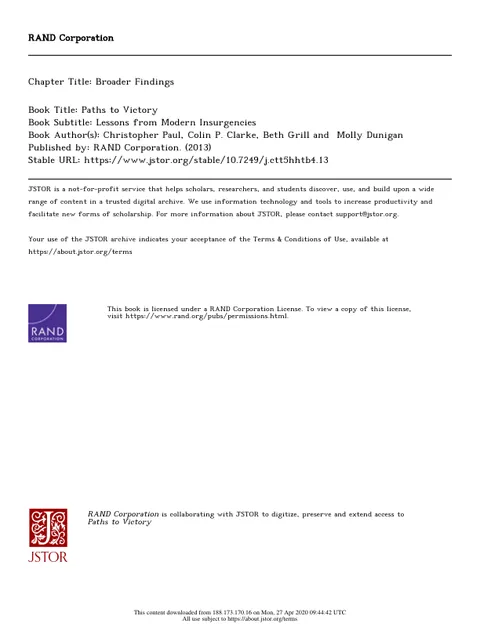 RAND Corporation
Chapter Title: Broader Findings
Book Title: Paths to Victory
Book Subtitle: Lessons from Modern Insurgencies
Book Author(s): Christopher Paul, Colin P. Clarke, Beth Grill and Molly Dunigan
Published by: RAND Corporation. (2013)
Stable URL: https://www.jstor.org/stable/10.7249/j.ctt5hhtb4.13
JSTOR is a not-for-profit service that helps scholars, researchers, and students discover, use, and build upon a wide
range of content in a trusted digital archive. We use information technology and tools to increase productivity and
facilitate new forms of scholarship. For more information about JSTOR, please contact support@jstor.org.
Your use of the JSTOR archive indicates your acceptance of the Terms & Conditions of Use, available at
https://about.jstor.org/terms
This book is licensed under a RAND Corporation License. To view a copy of this license,
visit https://www.rand.org/pubs/permissions.html.
RAND
CORPORATION
RAND Corporation is collaborating with JSTOR to digitize, preserve and extend access to
Paths to Victory
JSTOR
This content downloaded from 188.173.170.16 on Mon, 27 Apr 2020 09:44:42 UTC
All use subject to https://about.jstor.org/terms